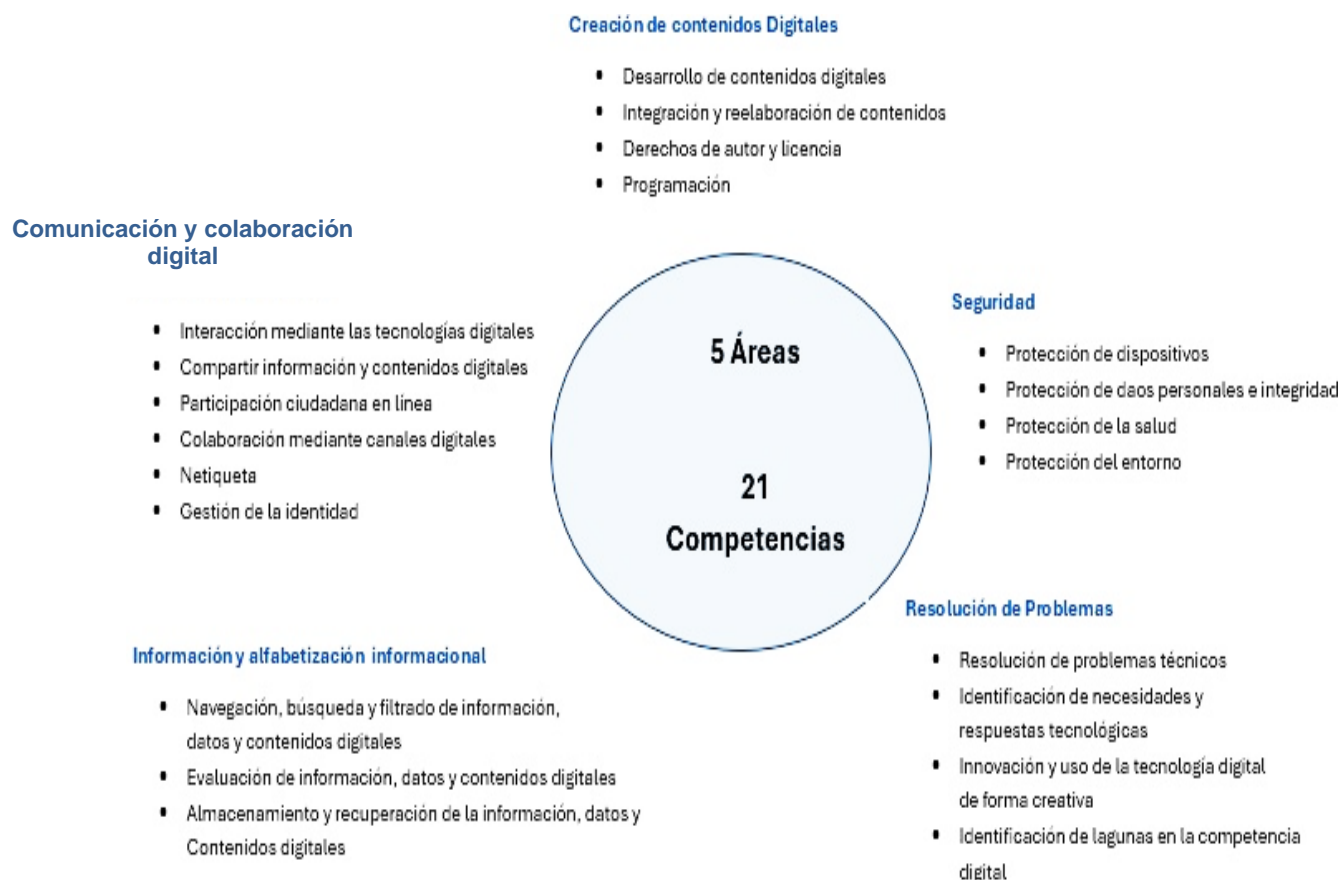 Creación de contenidos Digitales
▪ Desarrollo de contenidos digitales
▪ Integración y reelaboración de contenidos
▪ Derechos de autor y licencia
▪ Programación
Comunicación y colaboración
digital
▪ Interacción mediante las tecnologías digitales
▪ Compartir información y contenidos digitales
▪ Participación ciudadana en línea
▪ Colaboración mediante canales digitales
▪ Netiqueta
▪ Gestión de la identidad
5 Áreas
21
Competencias
Seguridad
▪ Protección de dispositivos
▪ Protección de daos personales e integridad
▪ Protección de la salud
▪ Protección del entorno
Información y alfabetización informacional
▪ Navegación, búsqueda y filtrado de información,
datos y contenidos digitales
▪ Evaluación de información, datos y contenidos digitales
▪ Almacenamiento y recuperación de la información, datos y
Contenidos digitales
Resolución de Problemas
▪ Resolución de problemas técnicos
▪ Identificación de necesidades y
respuestas tecnológicas
▪ Innovación y uso de la tecnología digital
de forma creativa
▪ Identificación de lagunas en la competencia
digital